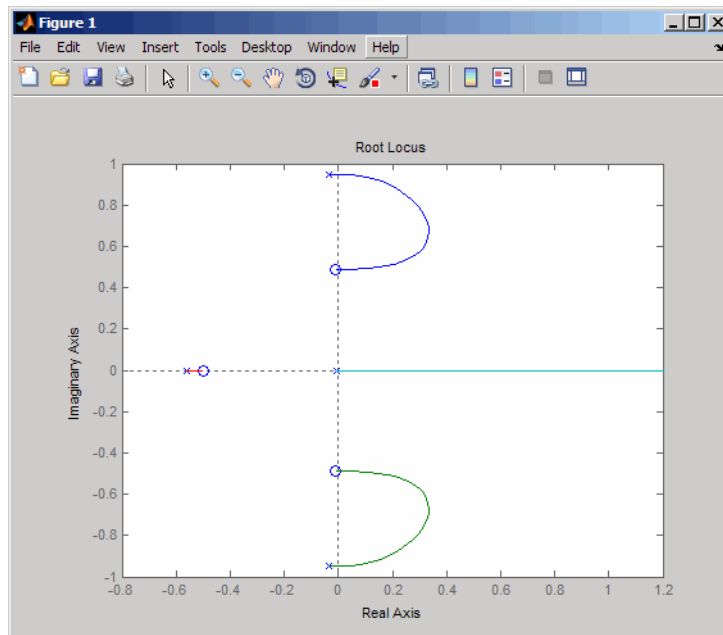 Figure 1
File Edit View Insert Tools Desktop Window Help
Root Locus
1
0.8
0.6
0.4
0.2
0
-0.2
-0.4
-0.6
-0.8
-1
Imaginary Axis
-0.8 -0.6 -0.4 -0.2 0 0.2 0.4 0.6 0.8 1 1.2
Real Axis